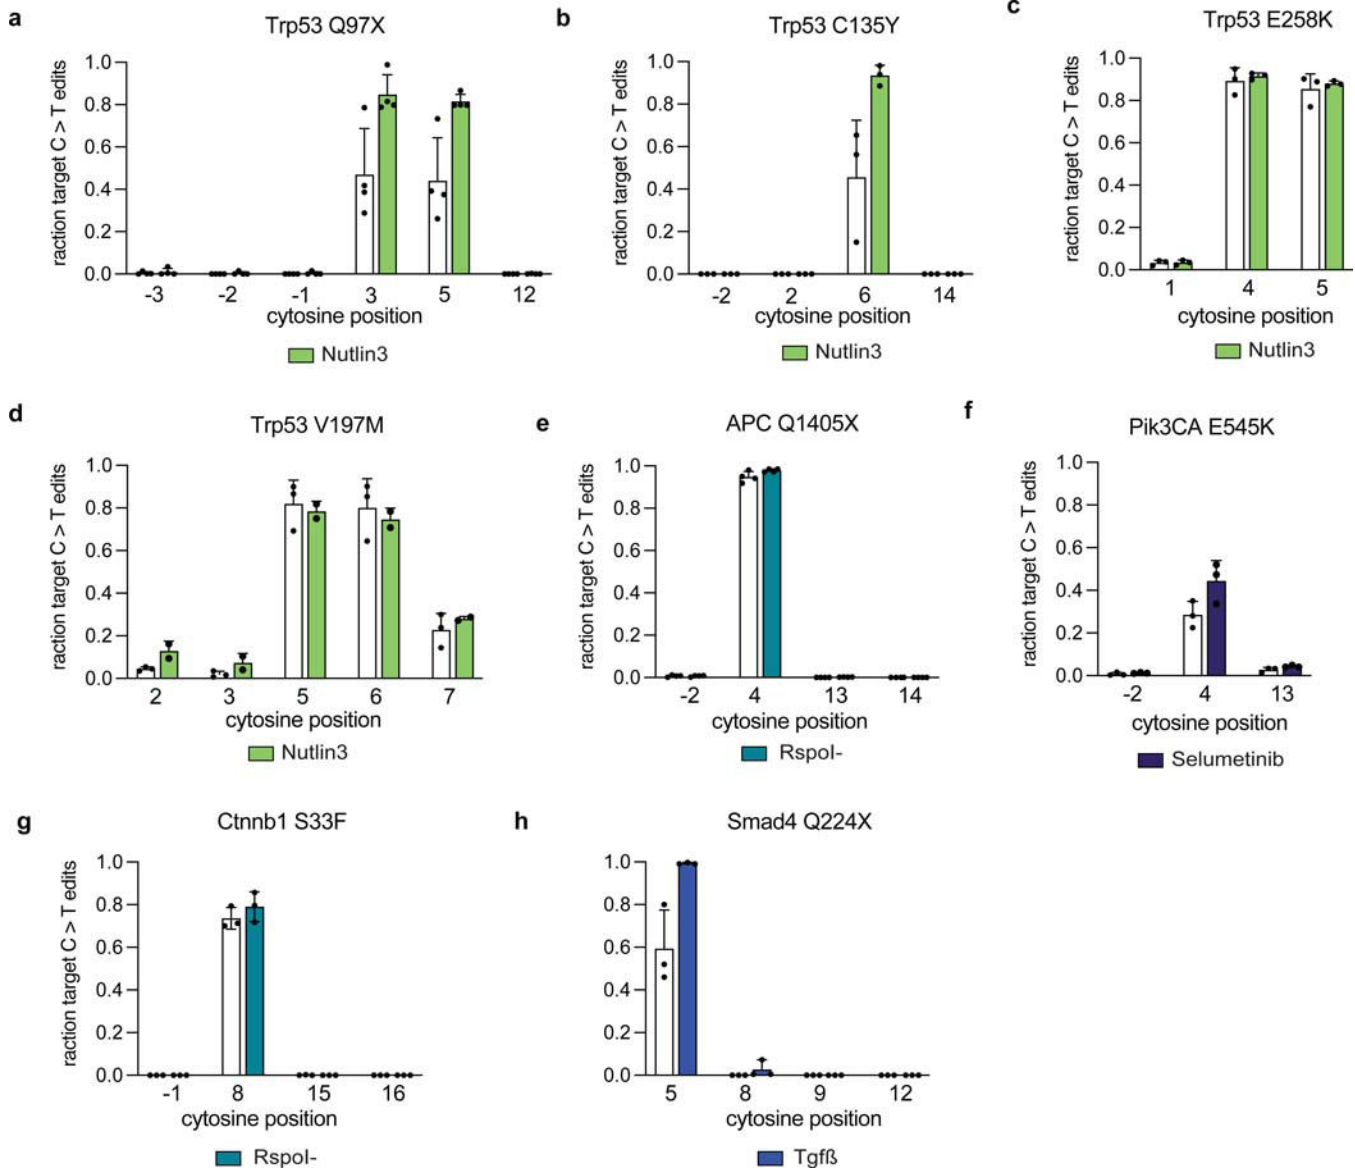 a
Trp53 Q97X
raction target C > T edits
1.0
0.8
0.6
0.4
0.2
0.0
-3 -2 -1 3 5 12
cytosine position
Nutlin3
b
Trp53 C135Y
raction target C > T edits
1.0
0.8
0.6
0.4
0.2
0.0
-2 2 6 14
cytosine position
Nutlin3
c
Trp53 E258K
raction target C > T edits
1.0
0.8
0.6
0.4
0.2
0.0
1 4 5
cytosine position
Nutlin3
d
Trp53 V197M
raction target C > T edits
1.0
0.8
0.6
0.4
0.2
0.0
2 3 5 6 7
cytosine position
Nutlin3
e
APC Q1405X
raction target C > T edits
1.0
0.8
0.6
0.4
0.2
0.0
-2 4 13 14
cytosine position
RspoI-
f
Pik3CA E545K
raction target C > T edits
1.0
0.8
0.6
0.4
0.2
0.0
-2 4 13
cytosine position
Selumetinib
g
Ctnnb1 S33F
raction target C > T edits
1.0
0.8
0.6
0.4
0.2
0.0
-1 8 15 16
cytosine position
RspoI-
h
Smad4 Q224X
raction target C > T edits
1.0
0.8
0.6
0.4
0.2
0.0
5 8 9 12
cytosine position
Tgfß